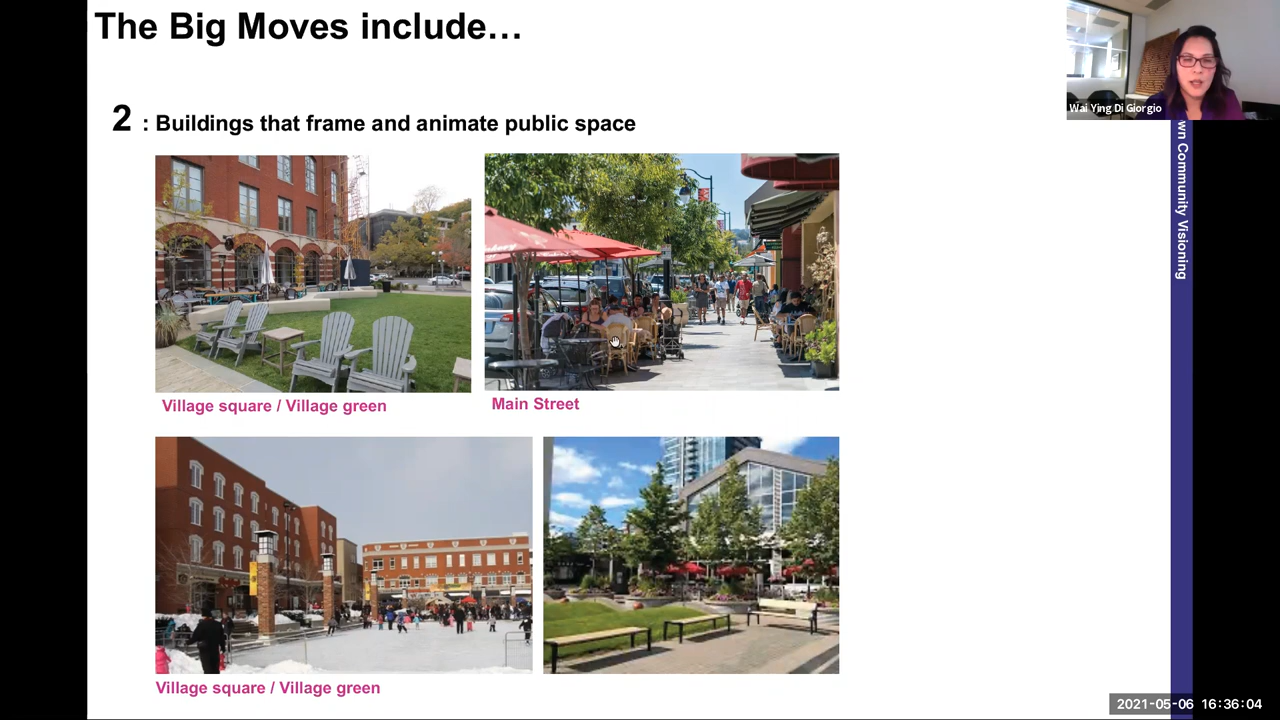 The Big Moves include…
Wai Ying Di Giorgio
2 : Buildings that frame and animate public space
wn Community Visioning
Village square / Village green
Main Street
Village square / Village green
2021-05-06 16:36:04